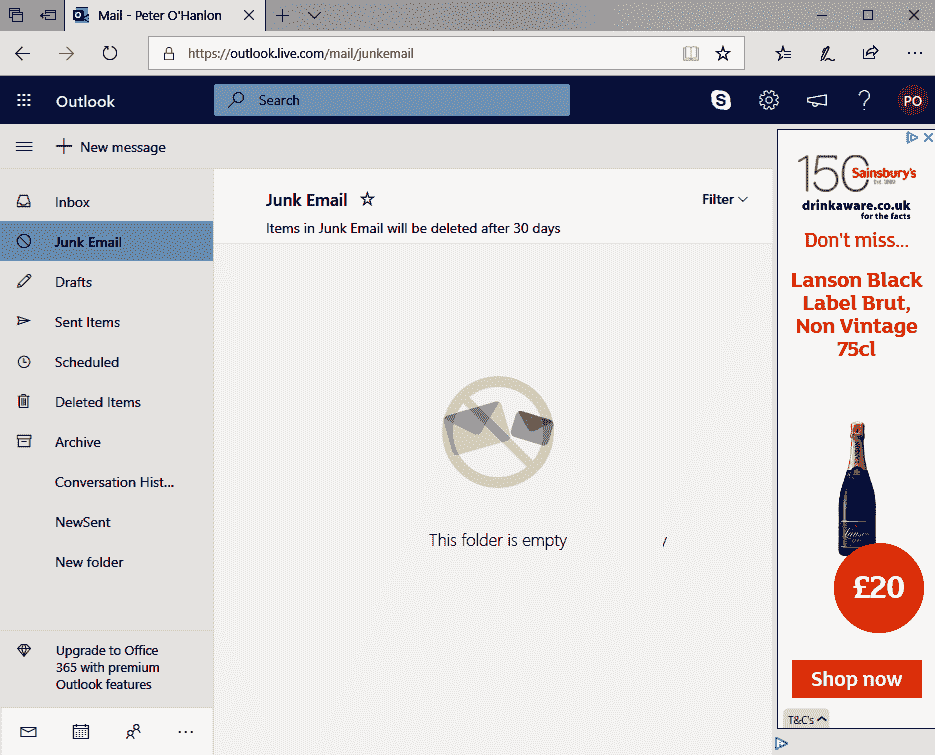 Mail - Peter O'Hanlon
https://outlook.live.com/mail/junkemail
Outlook
Search
PO
New message
Inbox
Junk Email
Drafts
Sent Items
Scheduled
Deleted Items
Archive
Conversation Hist...
NewSent
New folder
Upgrade to Office
365 with premium
Outlook features
Junk Email
Filter
Items in Junk Email will be deleted after 30 days
This folder is empty
150 Sainsbury's
drinkaware.co.uk
for the facts
Don't miss...
Lanson Black
Label Brut,
Non Vintage
75cl
Lanson
£20
Shop now
T&C's